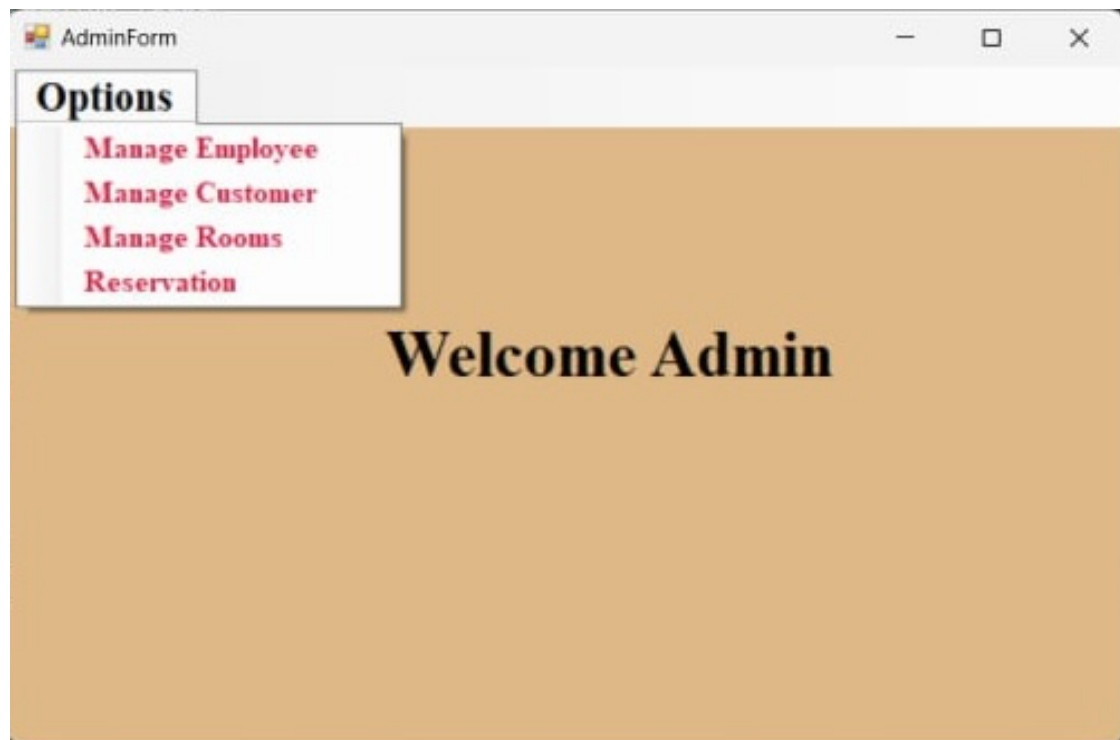 AdminForm
Options
Manage Employee
Manage Customer
Manage Rooms
Reservation
Welcome Admin